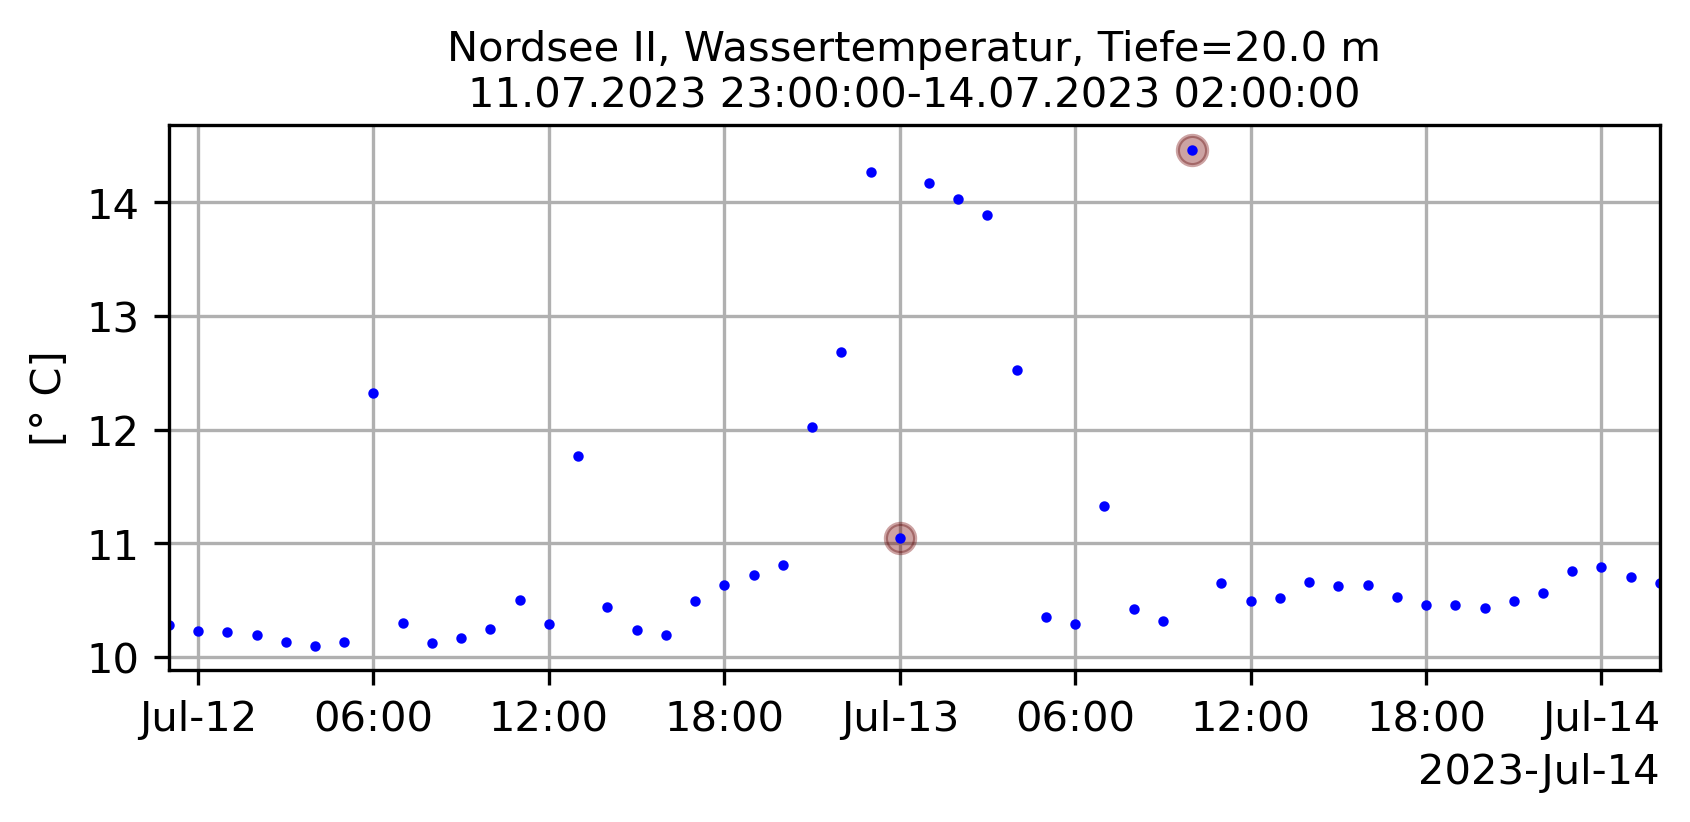 Nordsee II, Wassertemperatur, Tiefe=20.0 m
11.07.2023 23:00:00-14.07.2023 02:00:00
[° C]
14
13
12
11
10
Jul-12 06:00 12:00 18:00 Jul-13 06:00 12:00 18:00 Jul-14
2023-Jul-14